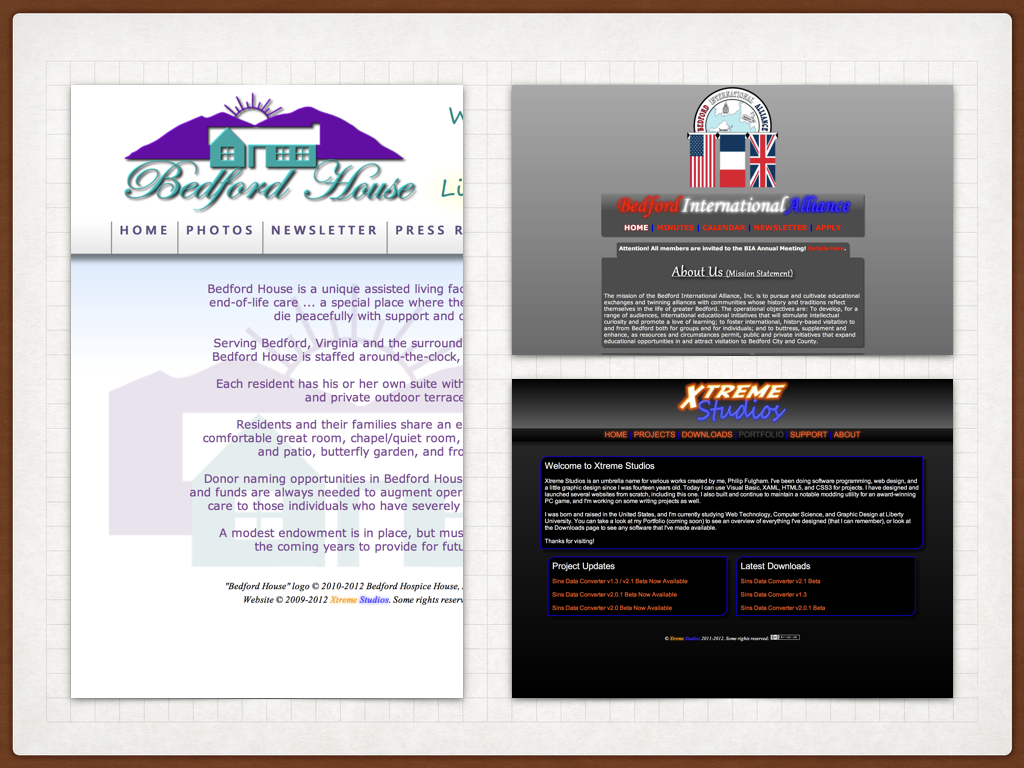 Bedford House
W
Li
HOME PHOTOS NEWSLETTER PRESS R
Bedford House is a unique assisted living fac
end-of-life care ... a special place where the
die peacefully with support and
Serving Bedford, Virginia and the surround
Bedford House is staffed around-the-clock,
Each resident has his or her own suite with
and private outdoor terrace
Residents and their families share an e
comfortable great room, chapel/quiet room,
and patio, butterfly garden, and fro
Donor naming opportunities in Bedford Hous
and funds are always needed to augment oper
care to those individuals who have severely
A modest endowment is in place, but mus
the coming years to provide for futu
"Bedford House" logo © 2010-2012 Bedford Hospice House,
Website © 2009-2012 Xtreme Studios. Some rights reserv
BEDFORD INTERNATIONAL ALLIANCE
Bedford International Alliance
HOME | MINUTES | CALENDAR | NEWSLETTER | APPLY
Attention! All members are invited to the BIA Annual Meeting! Details here.
About Us (Mission Statement)
The mission of the Bedford International Alliance, Inc. is to pursue and cultivate educational
exchanges and twinning alliances with communities whose history and traditions reflect
themselves in the life of greater Bedford. The operational objectives are: To develop, for a
range of audiences, international educational initiatives that will stimulate intellectual
curiosity and promote a love of learning; to foster international, history-based visitation to
and from Bedford both for groups and for individuals; and to buttress, supplement and
enhance, as resources and circumstances permit, public and private initiatives that expand
educational opportunities in and attract visitation to Bedford City and County.
XTREME
Studios
HOME | PROJECTS | DOWNLOADS | PORTFOLIO | SUPPORT | ABOUT
Welcome to Xtreme Studios
Xtreme Studios is an umbrella name for various works created by me, Philip Fulgham. I've been doing software programming, web design, and
a little graphic design since I was fourteen years old. Today I can use Visual Basic, XAML, HTML5, and CSS3 for projects. I have designed and
launched several websites from scratch, including this one. I also built and continue to maintain a notable modding utility for an award-winning
PC game, and I'm working on some writing projects as well.
I was born and raised in the United States, and I'm currently studying Web Technology, Computer Science, and Graphic Design at Liberty
University. You can take a look at my Portfolio (coming soon) to see an overview of everything I've designed (that I can remember), or look at
the Downloads page to see any software that I've made available.
Thanks for visiting!
Project Updates
Sins Data Converter v1.3 / v2.1 Beta Now Available
Sins Data Converter v2.0.1 Beta Now Available
Sins Data Converter v2.0 Beta Now Available
Latest Downloads
Sins Data Converter v2.1 Beta
Sins Data Converter v1.3
Sins Data Converter v2.0.1 Beta
© Xtreme Studios 2011-2012. Some rights reserved.